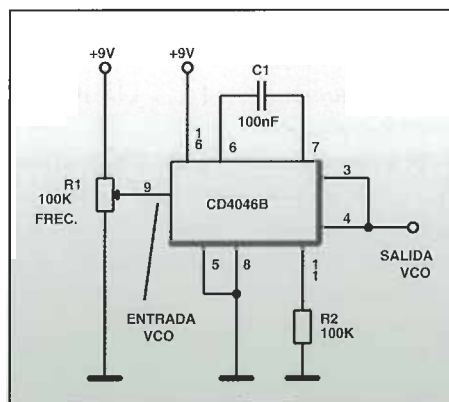 +9V
+9V
C1
100nF
1
6
6
7
R1
100K
FREC.
9
CD4046B
3
4
SALIDA
VCO
5
8
1
1
ENTRADA
VCO
R2
100K